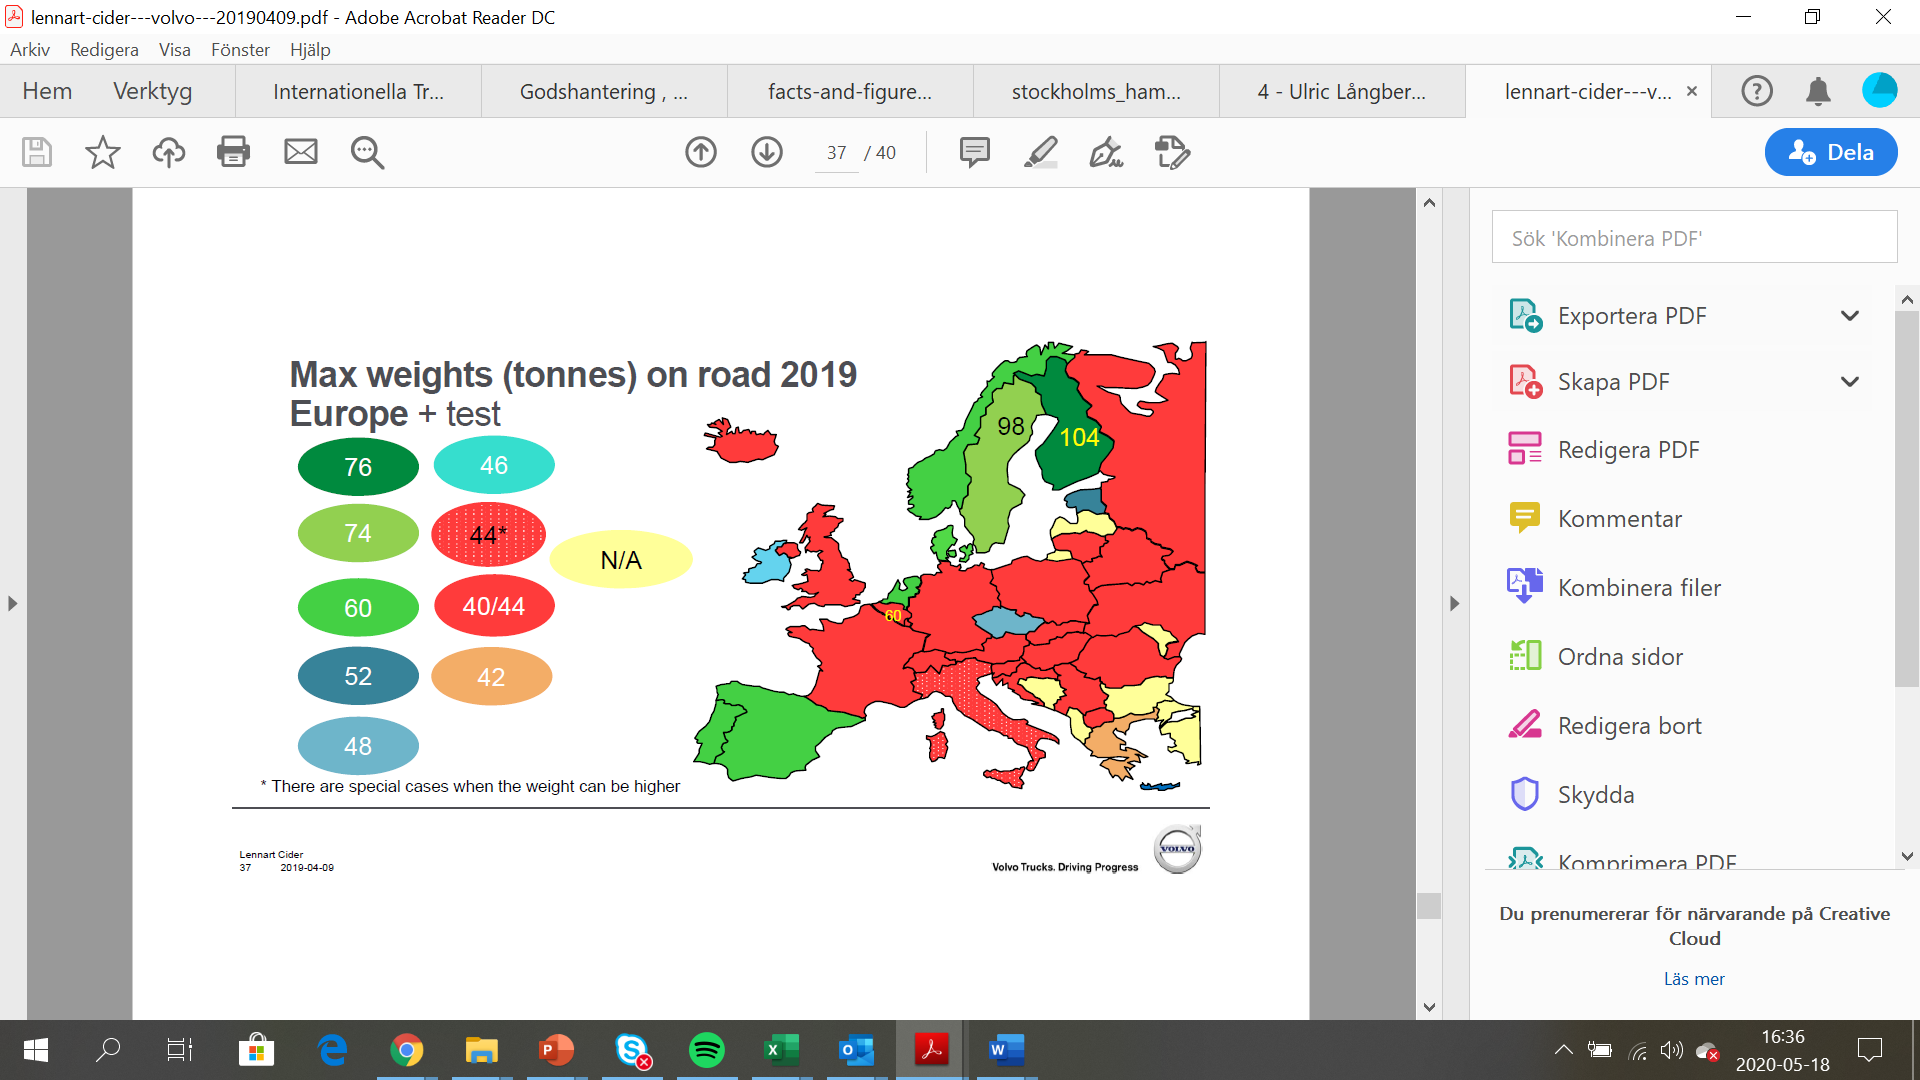 lennart-cider---volvo---20190409.pdf - Adobe Acrobat Reader DC
Arkiv Redigera Visa Fönster Hjälp
Hem Verktyg Internationella Tr... Godshantering , ... facts-and-figure... stockholms_ham... 4 - Ulric Långber... lennart-cider---v...
37 / 40
Dela
Max weights (tonnes) on road 2019
Europe + test
76 46
74 44*
N/A
60 40/44
52 42
48
98
104
60
* There are special cases when the weight can be higher
Lennart Cider
37 2019-04-09
Volvo Trucks. Driving Progress
VOLVO
Sök 'Kombinera PDF'
Exportera PDF
Skapa PDF
Redigera PDF
Kommentar
Kombinera filer
Ordna sidor
Redigera bort
Skydda
Komprimera PDF
Du prenumererar för närvarande på Creative
Cloud
Läs mer
16:36
2020-05-18